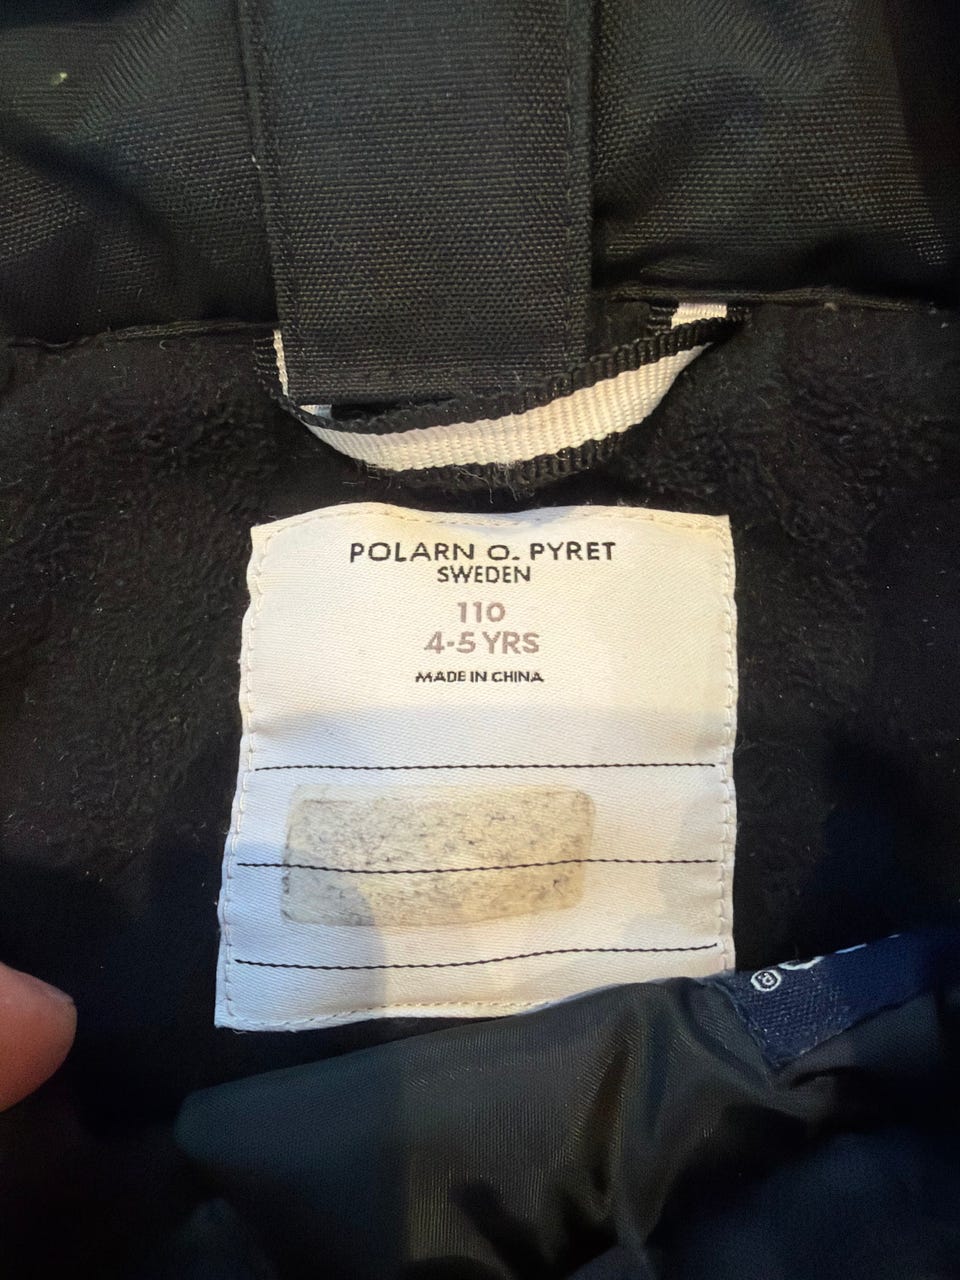 POLARN O. PYRET
SWEDEN
110
4-5 YRS
MADE IN CHINA
®